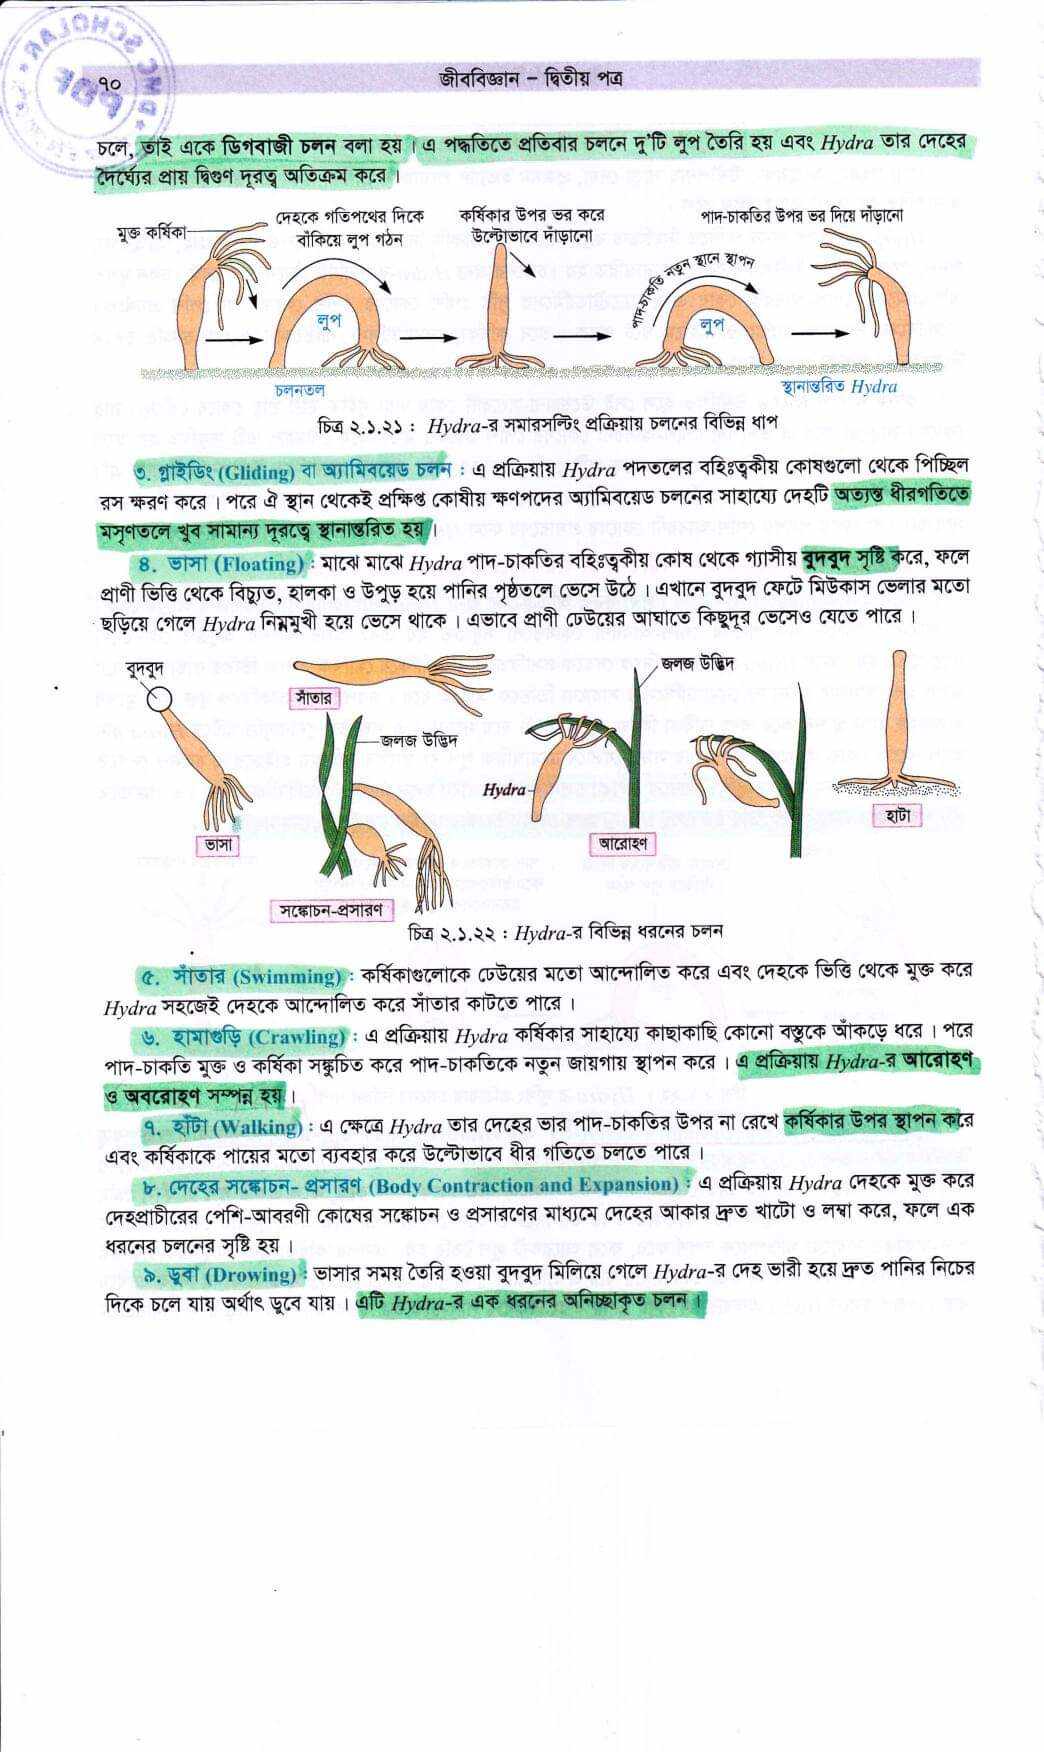 ৭০
জীববিজ্ঞান – দ্বিতীয় পত্র
চলে, তাই একে ডিগবাজী চলন বলা হয়। এ পদ্ধতিতে প্রতিবার চলনে দু'টি লুপ তৈরি হয় এবং Hydra তার দেহের
দৈর্ঘ্যের প্রায় দ্বিগুণ দূরত্ব অতিক্রম করে।
মুক্ত কর্ষিকা
দেহকে গতিপথের দিকে
বাঁকিয়ে লুপ গঠন
কর্ষিকার উপর ভর করে
উল্টোভাবে দাঁড়ানো
পাদ-চাকতির উপর ভর দিয়ে দাঁড়ানো
পাদ-চাকতি নতুন স্থানে স্থাপন
লুপ
লুপ
চলনতল
স্থানান্তরিত Hydra
চিত্র ২.১.২১ : Hydra-র সমারসল্টিং প্রক্রিয়ায় চলনের বিভিন্ন ধাপ
৩. গ্লাইডিং (Gliding) বা অ্যামিবয়েড চলন : এ প্রক্রিয়ায় Hydra পদতলের বহিঃত্বকীয় কোষগুলো থেকে পিচ্ছিল
রস ক্ষরণ করে। পরে ঐ স্থান থেকেই প্রক্ষিপ্ত কোষীয় ক্ষণপদের অ্যামিবয়েড চলনের সাহায্যে দেহটি অত্যন্ত ধীরগতিতে
মসৃণতলে খুব সামান্য দূরত্বে স্থানান্তরিত হয়।
৪. ভাসা (Floating) : মাঝে মাঝে Hydra পাদ-চাকতির বহিঃত্বকীয় কোষ থেকে গ্যাসীয় বুদবুদ সৃষ্টি করে, ফলে
প্রাণী ভিত্তি থেকে বিচ্যুত, হালকা ও উপুড় হয়ে পানির পৃষ্ঠতলে ভেসে উঠে। এখানে বুদবুদ ফেটে মিউকাস ভেলার মতো
ছড়িয়ে গেলে Hydra নিম্নমুখী হয়ে ভেসে থাকে। এভাবে প্রাণী ঢেউয়ের আঘাতে কিছুদূর ভেসেও যেতে পারে।
বুদবুদ
সাঁতার
জলজ উদ্ভিদ
জলজ উদ্ভিদ
Hydra
ভাসা
আরোহণ
হাটা
সঙ্কোচন-প্রসারণ
চিত্র ২.১.২২ : Hydra-র বিভিন্ন ধরনের চলন
৫. সাঁতার (Swimming) : কর্ষিকাগুলোকে ঢেউয়ের মতো আন্দোলিত করে এবং দেহকে ভিত্তি থেকে মুক্ত করে
Hydra সহজেই দেহকে আন্দোলিত করে সাঁতার কাটতে পারে।
৬. হামাগুড়ি (Crawling) : এ প্রক্রিয়ায় Hydra কর্ষিকার সাহায্যে কাছাকাছি কোনো বস্তুকে আঁকড়ে ধরে। পরে
পাদ-চাকতি মুক্ত ও কর্ষিকা সঙ্কুচিত করে পাদ-চাকতিকে নতুন জায়গায় স্থাপন করে। এ প্রক্রিয়ায় Hydra-র আরোহণ
ও অবরোহণ সম্পন্ন হয়।
৭. হাঁটা (Walking) : এ ক্ষেত্রে Hydra তার দেহের ভার পাদ-চাকতির উপর না রেখে কর্ষিকার উপর স্থাপন করে
এবং কর্ষিকাকে পায়ের মতো ব্যবহার করে উল্টোভাবে ধীর গতিতে চলতে পারে।
৮. দেহের সঙ্কোচন- প্রসারণ (Body Contraction and Expansion) : এ প্রক্রিয়ায় Hydra দেহকে মুক্ত করে
দেহপ্রাচীরের পেশি-আবরণী কোষের সঙ্কোচন ও প্রসারণের মাধ্যমে দেহের আকার দ্রুত খাটো ও লম্বা করে, ফলে এক
ধরনের চলনের সৃষ্টি হয়।
৯. ডুবা (Drowing) : ভাসার সময় তৈরি হওয়া বুদবুদ মিলিয়ে গেলে Hydra-র দেহ ভারী হয়ে দ্রুত পানির নিচের
দিকে চলে যায় অর্থাৎ ডুবে যায়। এটি Hydra-র এক ধরনের অনিচ্ছাকৃত চলন।